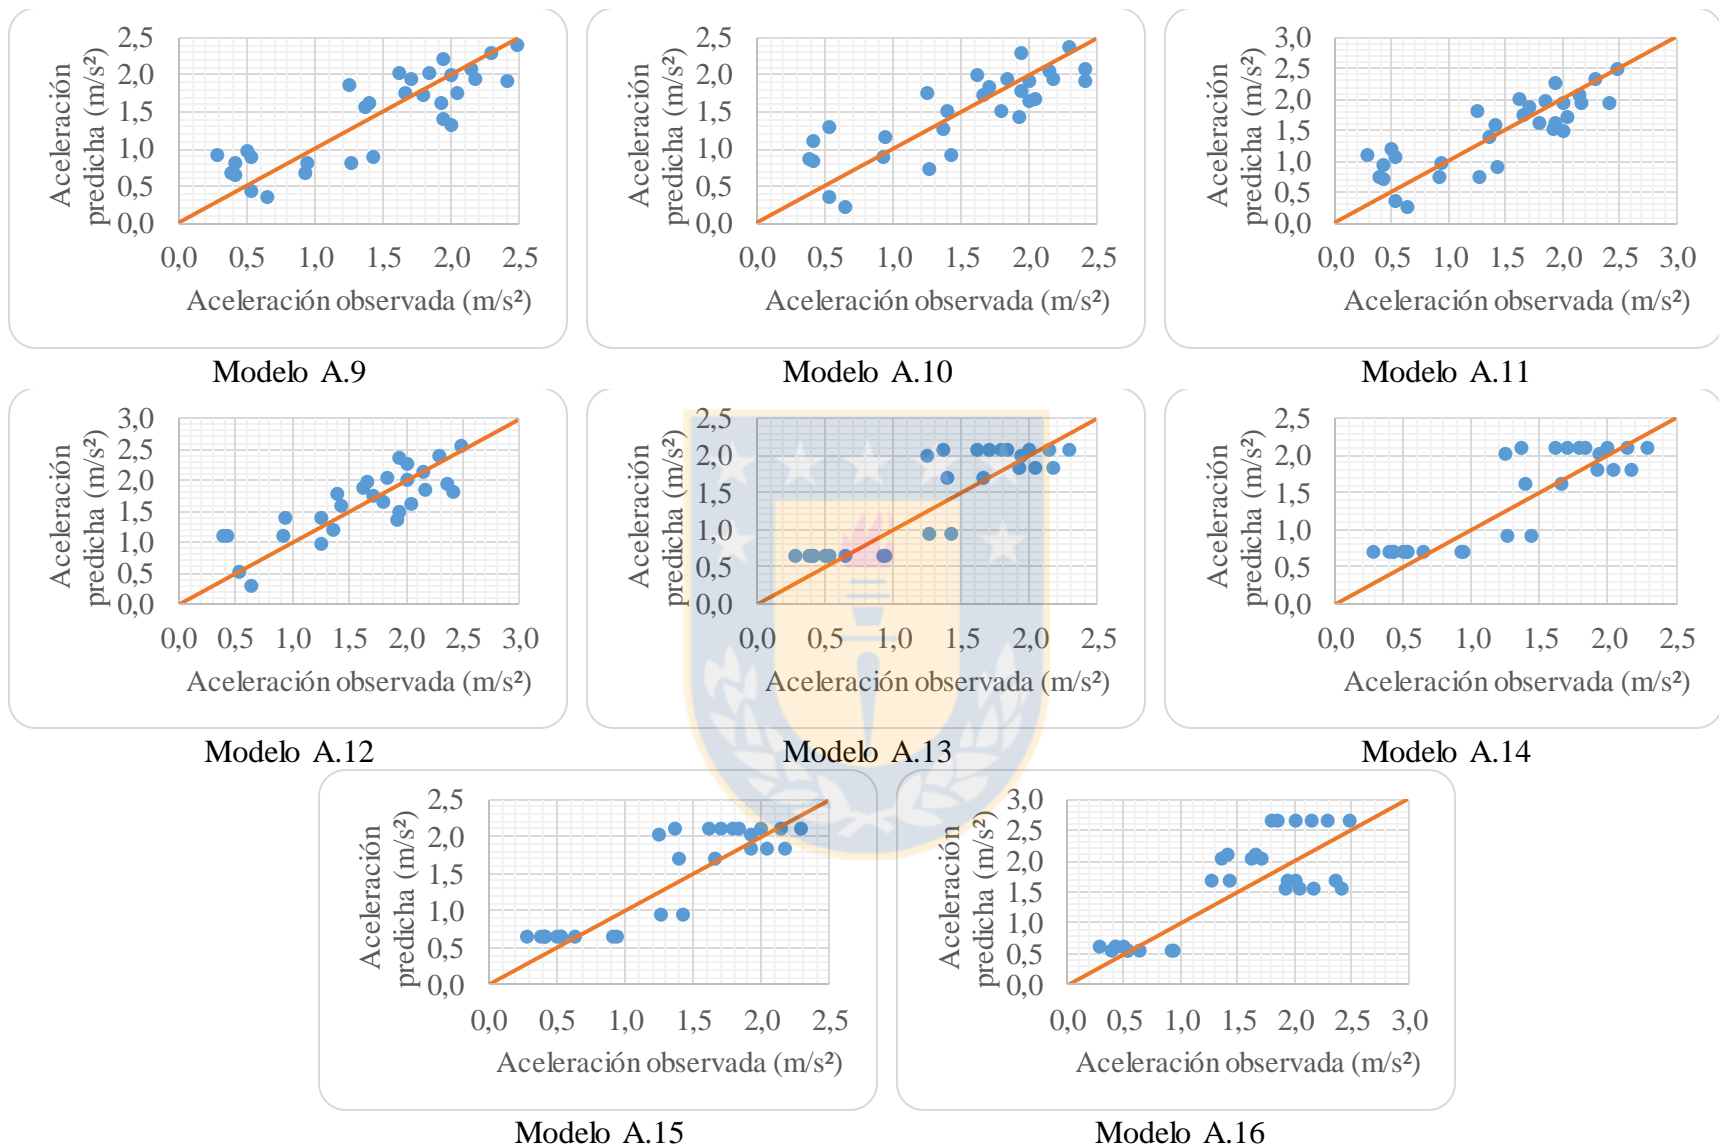 Aceleración
predicha (m/s²)
2,5
2,0
1,5
1,0
0,5
0,0
0,0 0,5 1,0 1,5 2,0 2,5
Aceleración observada (m/s²)
Modelo A.9
Aceleración
predicha (m/s²)
2,5
2,0
1,5
1,0
0,5
0,0
0,0 0,5 1,0 1,5 2,0 2,5
Aceleración observada (m/s²)
Modelo A.10
Aceleración
predicha (m/s²)
3,0
2,5
2,0
1,5
1,0
0,5
0,0
0,0 0,5 1,0 1,5 2,0 2,5 3,0
Aceleración observada (m/s²)
Modelo A.11
Aceleración
predicha (m/s²)
3,0
2,5
2,0
1,5
1,0
0,5
0,0
0,0 0,5 1,0 1,5 2,0 2,5 3,0
Aceleración observada (m/s²)
Modelo A.12
Aceleración
predicha (m/s²)
2,5
2,0
1,5
1,0
0,5
0,0
0,0 0,5 1,0 1,5 2,0 2,5
Aceleración observada (m/s²)
Modelo A.13
Aceleración
predicha (m/s²)
2,5
2,0
1,5
1,0
0,5
0,0
0,0 0,5 1,0 1,5 2,0 2,5
Aceleración observada (m/s²)
Modelo A.14
Aceleración
predicha (m/s²)
2,5
2,0
1,5
1,0
0,5
0,0
0,0 0,5 1,0 1,5 2,0 2,5
Aceleración observada (m/s²)
Modelo A.15
Aceleración
predicha (m/s²)
3,0
2,5
2,0
1,5
1,0
0,5
0,0
0,0 0,5 1,0 1,5 2,0 2,5 3,0
Aceleración observada (m/s²)
Modelo A.16